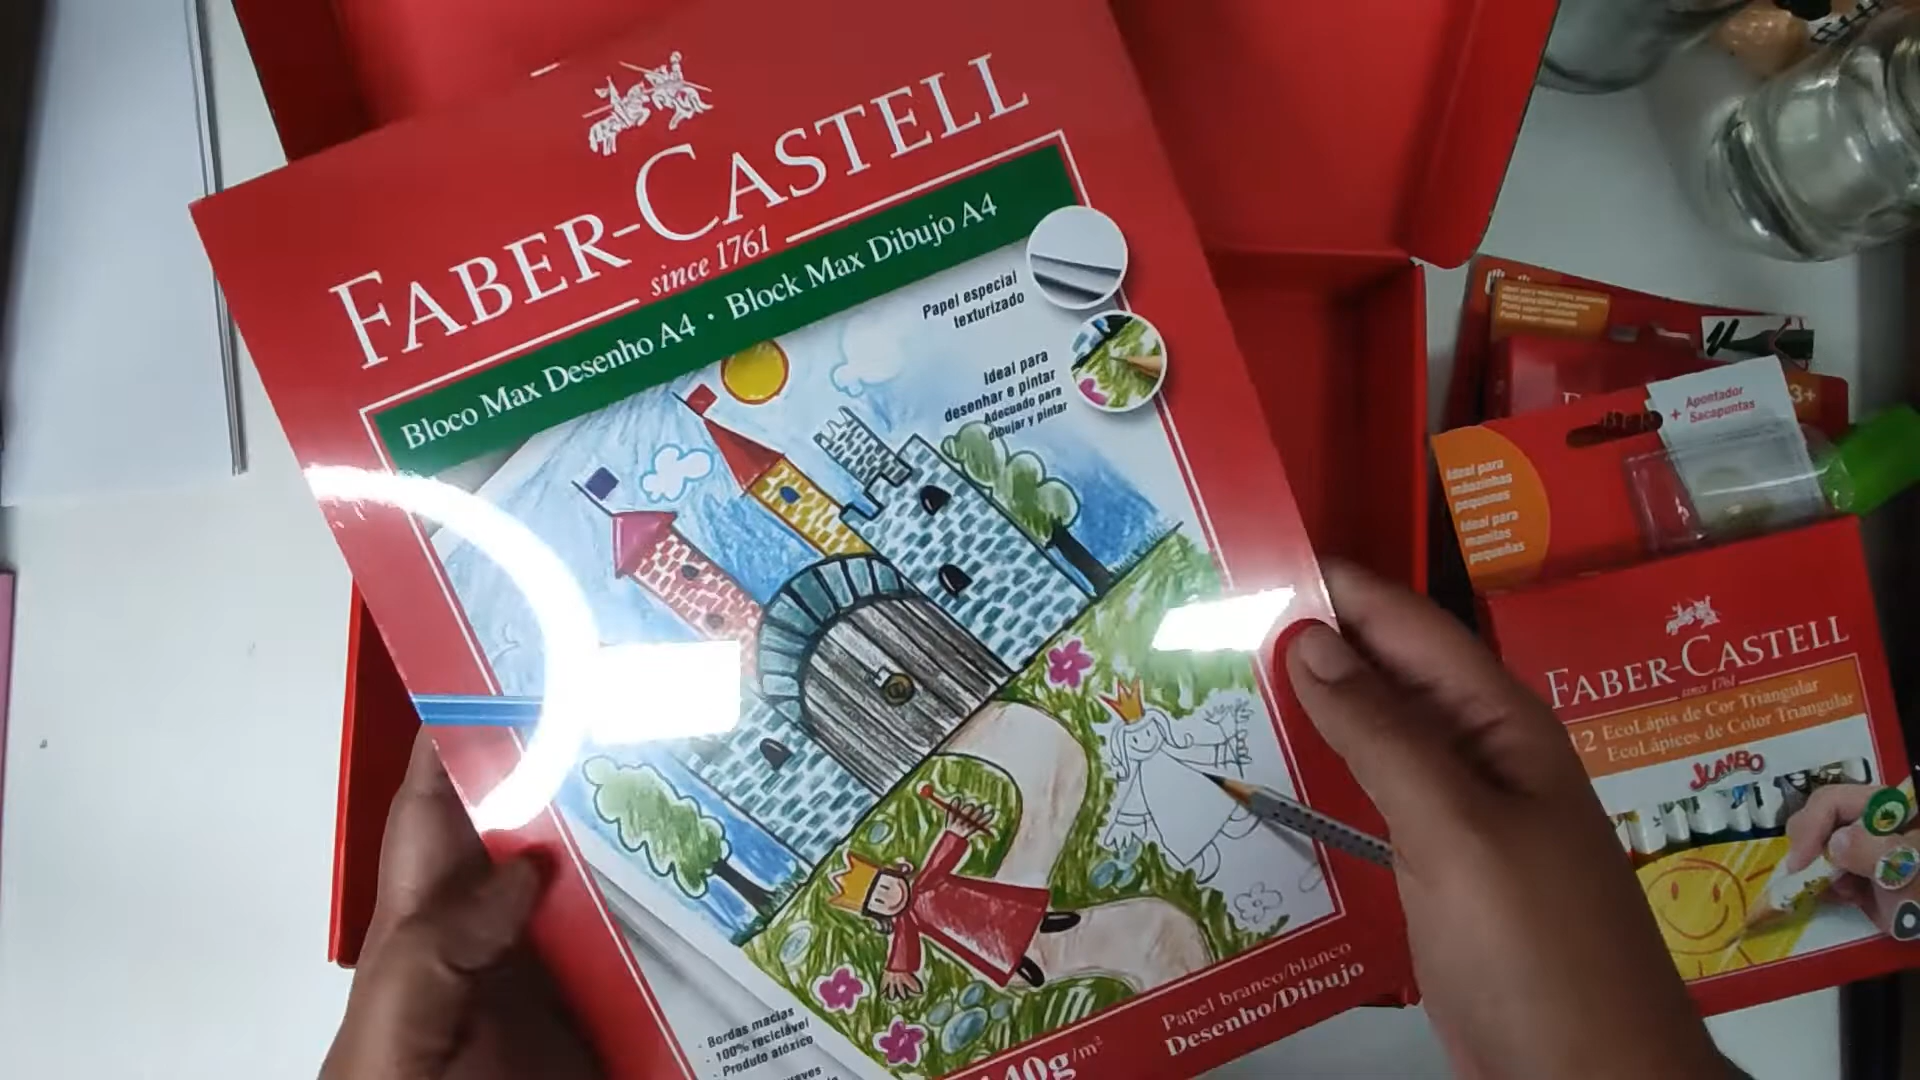 FABER-CASTELL
since 1761
Bloco Max Desenho A4 · Block Max Dibujo A4
Papel especial
texturizado
Ideal para
desenhar e pintar
Adecuado para
dibujar y pintar
- Bordas macias
- 100% reciclável
- Produto atóxico
140g/m²
Papel branco/blanco
Desenho/Dibujo
3+
+ Apontador
Sacapuntas
Ideal para
mãozinhas
pequenas
Ideal para
manitas
pequeñas
FABER-CASTELL
since 1761
12 EcoLápis de Cor Triangular
EcoLápices de Color Triangular
JUMBO